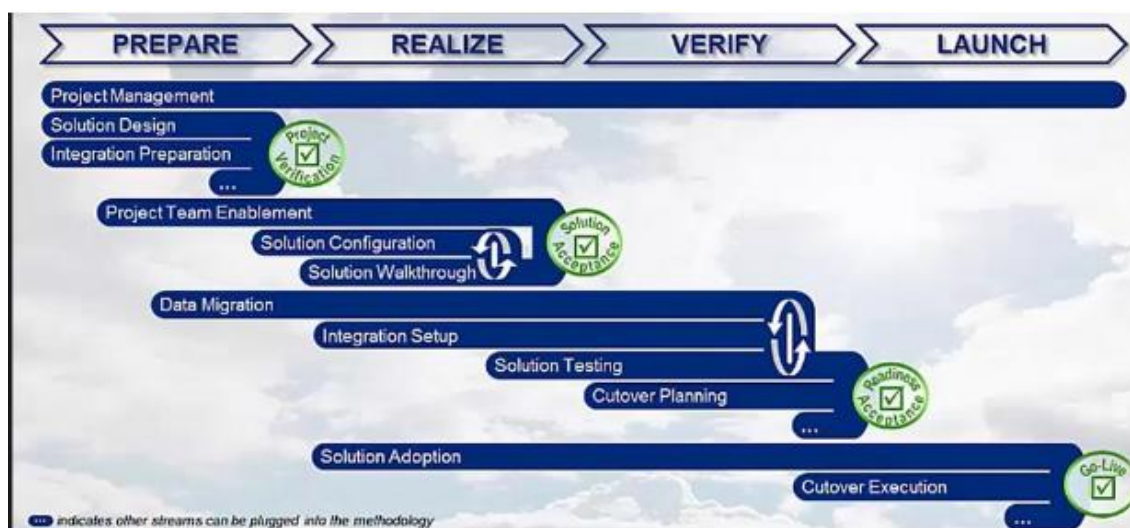 PREPARE REALIZE VERIFY LAUNCH
Project Management
Solution Design
Integration Preparation
Project Verification
...
Project Team Enablement
Solution Configuration
Solution Acceptance
Solution Walkthrough
Data Migration
Integration Setup
Solution Testing
Cutover Planning
Readiness Acceptance
...
Solution Adoption
Go-Live
Cutover Execution
...
... indicates other streams can be plugged into the methodology